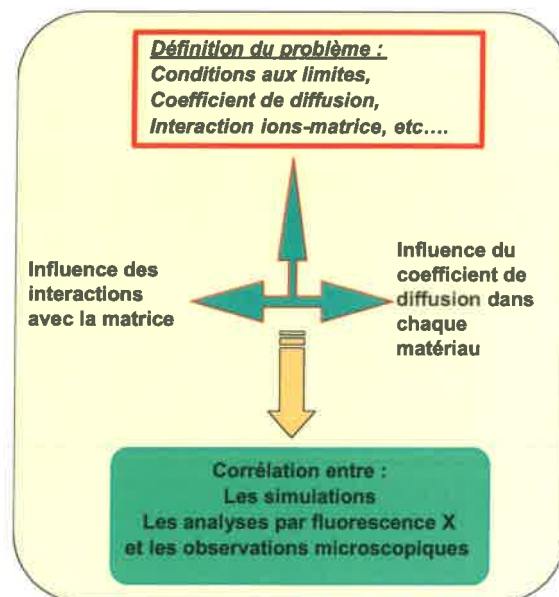 Définition du problème :
Conditions aux limites,
Coefficient de diffusion,
Interaction ions-matrice, etc....
Influence des
interactions
avec la matrice
Influence du
coefficient de
diffusion dans
chaque
matériau
Corrélation entre :
Les simulations
Les analyses par fluorescence X
et les observations microscopiques